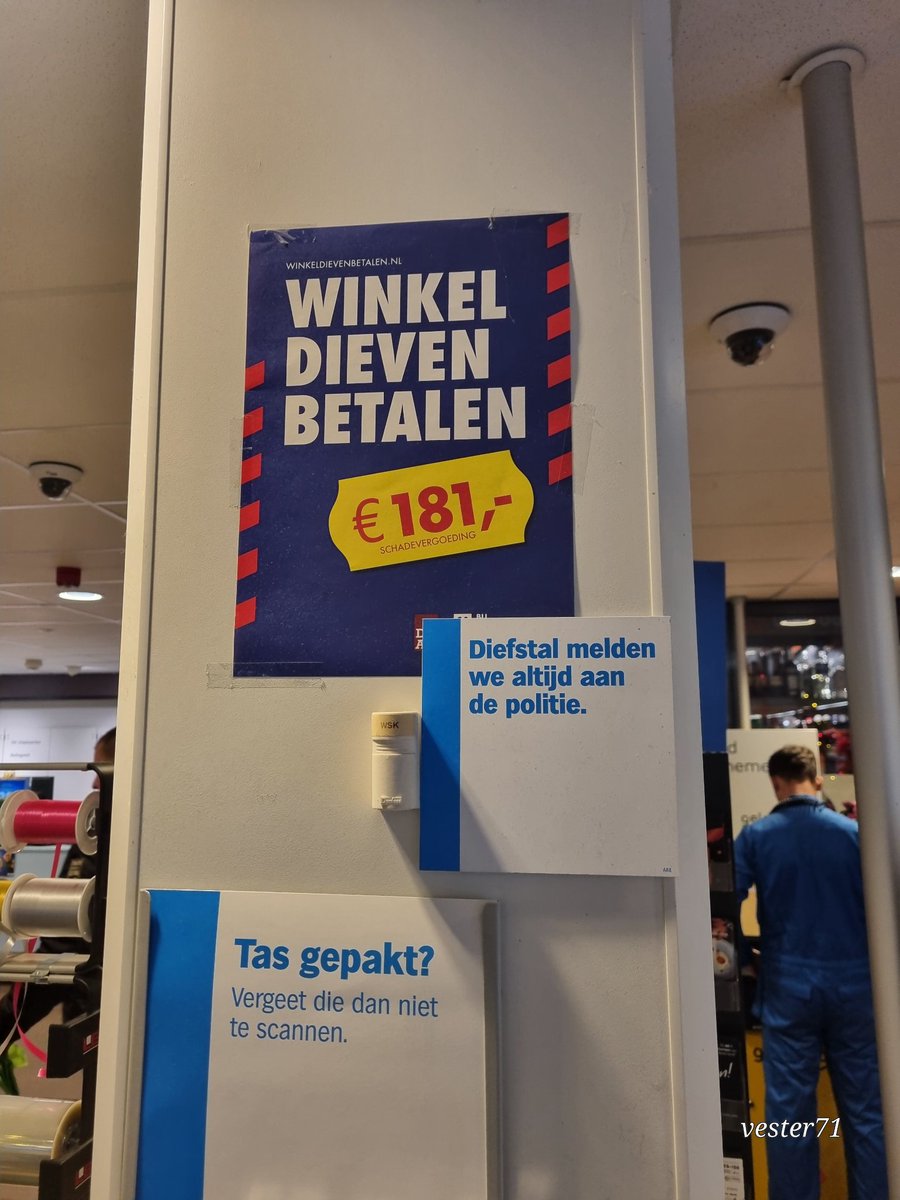 WINKELDIEVENBETALEN.NL
WINKEL
DIEVEN
BETALEN
€ 181,-
SCHADEVERGOEDING
Diefstal melden
we altijd aan
de politie.
WSK
Tas gepakt?
Vergeet die dan niet
te scannen.
vester71